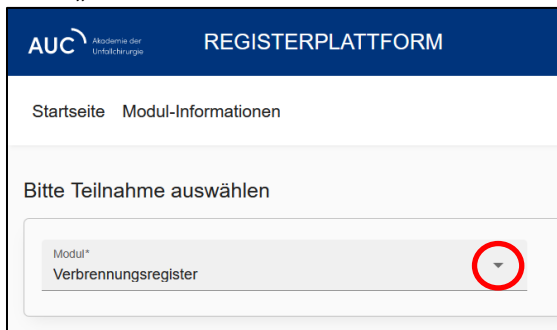 AUC Akademie der Unfallchirurgie
REGISTERPLATTFORM
Startseite Modul-Informationen
Bitte Teilnahme auswählen
Modul*
Verbrennungsregister